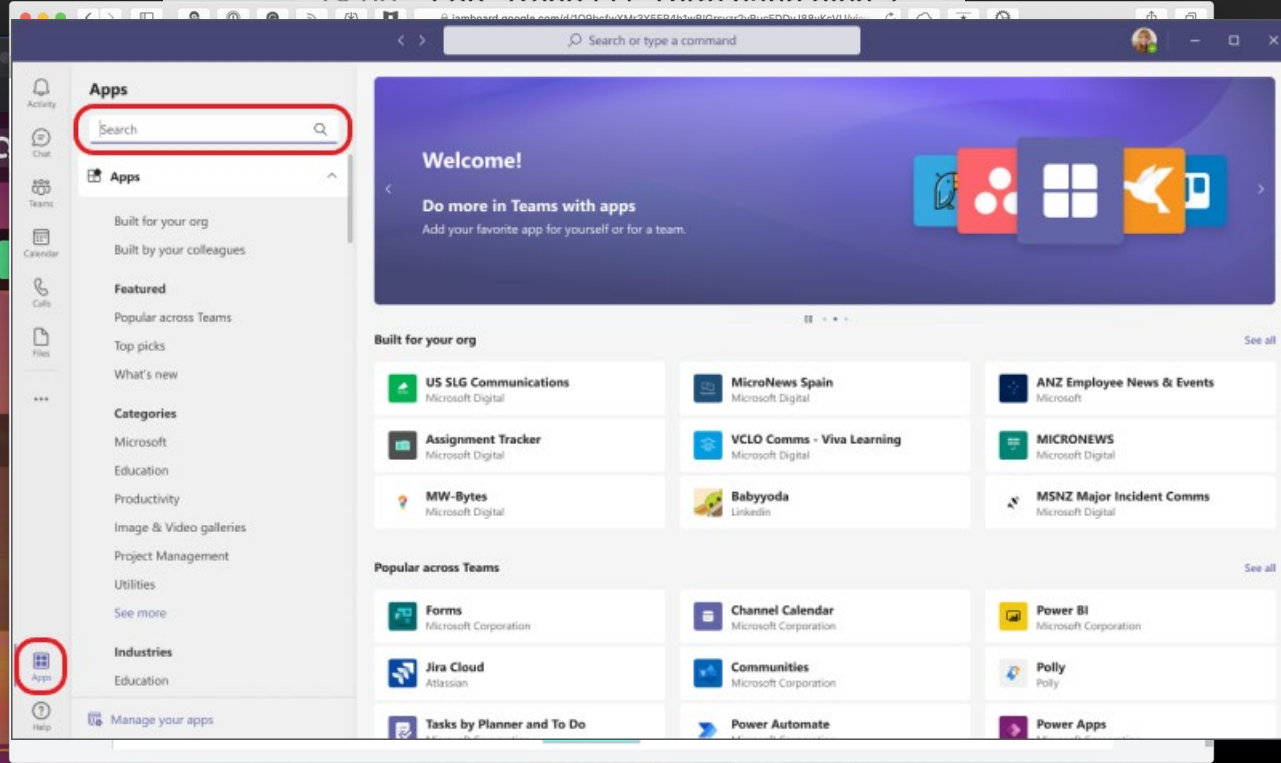 Search or type a command
Activity
Chat
Teams
Calendar
Calls
Files
Apps
Help
Apps
Search
Apps
Built for your org
Built by your colleagues
Featured
Popular across Teams
Top picks
What's new
Categories
Microsoft
Education
Productivity
Image & Video galleries
Project Management
Utilities
See more
Industries
Education
Manage your apps
Welcome!
Do more in Teams with apps
Add your favorite app for yourself or for a team.
Built for your org
See all
US SLG Communications
Microsoft Digital
MicroNews Spain
Microsoft Digital
ANZ Employee News & Events
Microsoft
Assignment Tracker
Microsoft Digital
VCLO Comms - Viva Learning
Microsoft Digital
MICRONEWS
Microsoft Digital
MW-Bytes
Microsoft Digital
Babyyoda
Linkedin
MSNZ Major Incident Comms
Microsoft Digital
Popular across Teams
See all
Forms
Microsoft Corporation
Channel Calendar
Microsoft Corporation
Power BI
Microsoft Corporation
Jira Cloud
Atlassian
Communities
Microsoft Corporation
Polly
Polly
Tasks by Planner and To Do
Power Automate
Power Apps